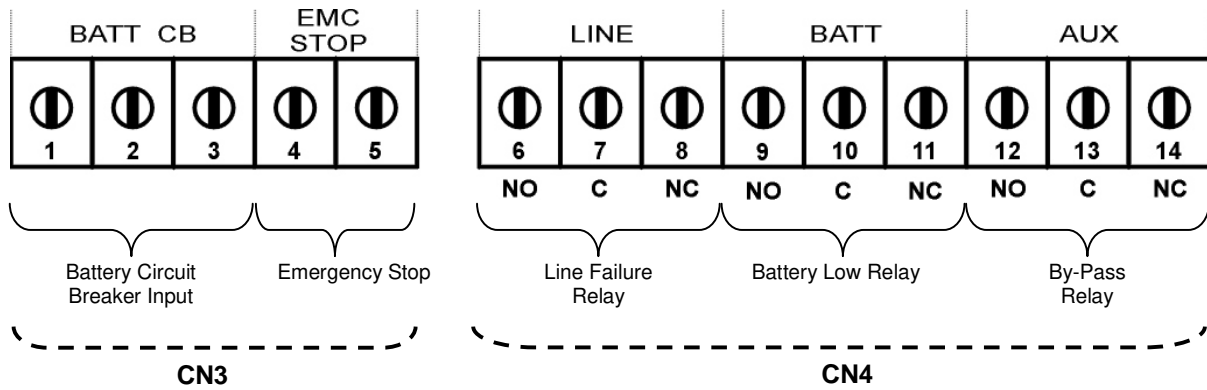 BATT CB
EMC
STOP
LINE
BATT
AUX
1 2 3 4 5
6 7 8 9 10 11 12 13 14
NO C NC NO C NC NO C NC
Battery Circuit
Breaker Input
Emergency Stop
Line Failure
Relay
Battery Low Relay
By-Pass
Relay
CN3
CN4